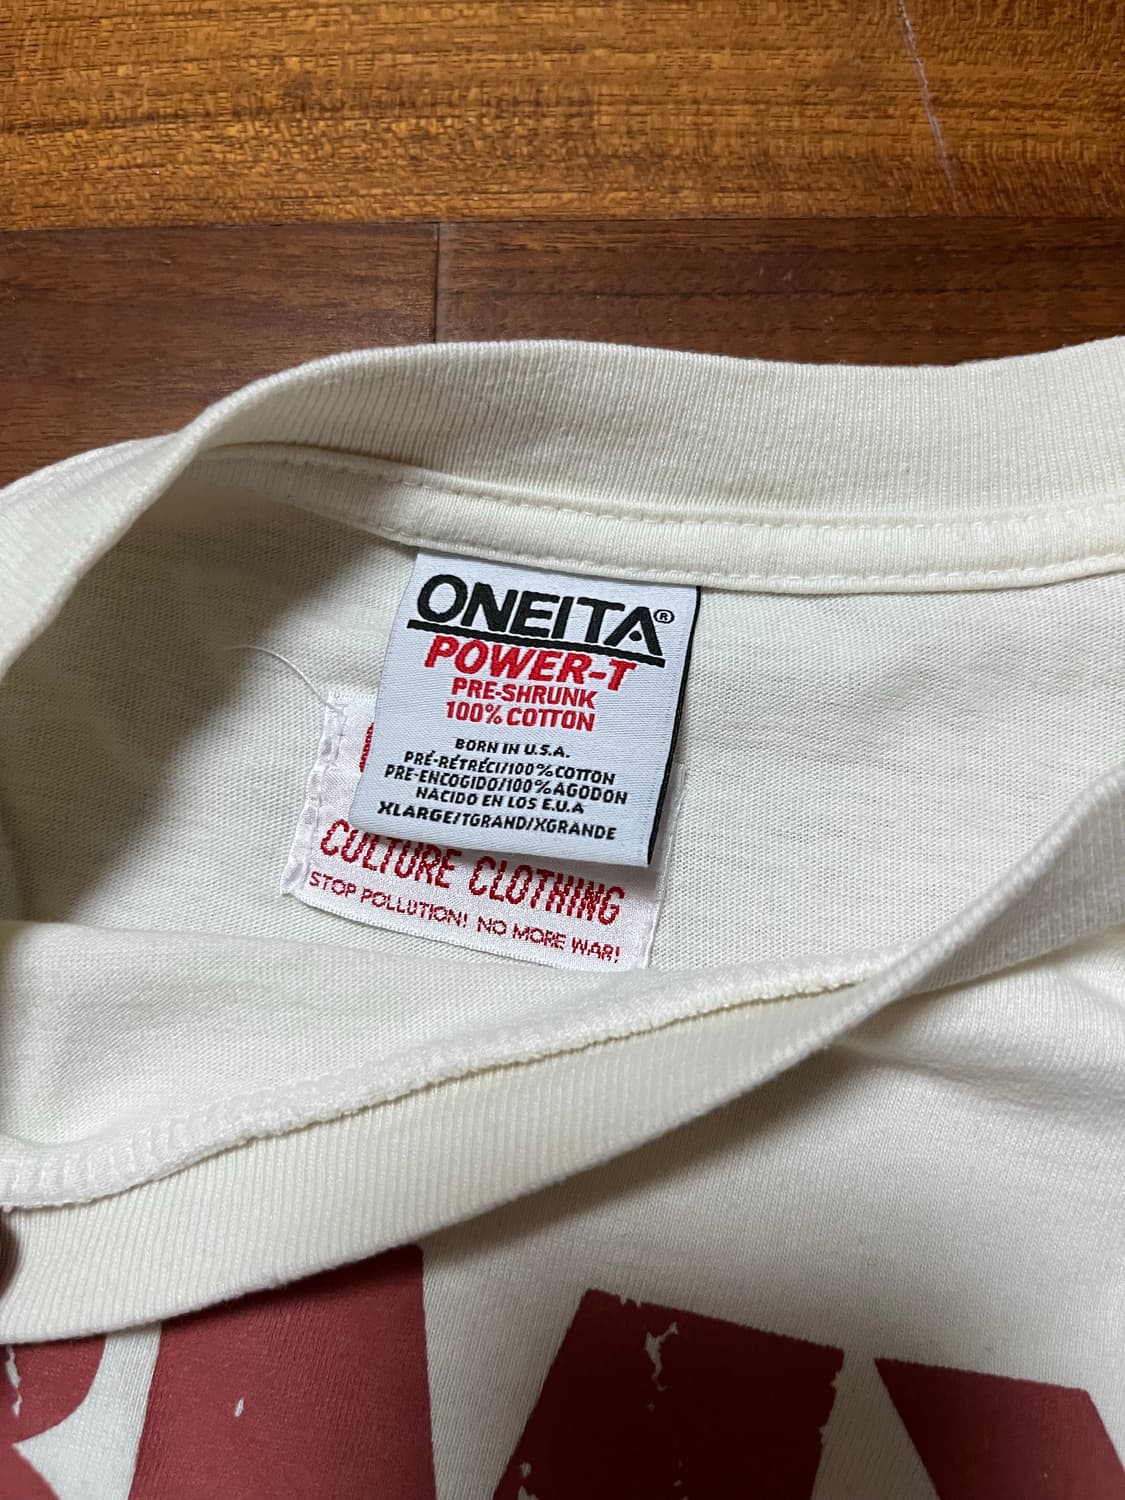 ONEITA®
POWER-T
PRE-SHRUNK
100% COTTON
BORN IN U.S.A.
PRÉ-RÉTRÉCI/100% COTTON
PRE-ENCOGIDO/100% AGODON
NACIDO EN LOS E.U.A
XLARGE/TGRAND/XGRANDE
CULTURE CLOTHING
STOP POLLUTION! NO MORE WAR!